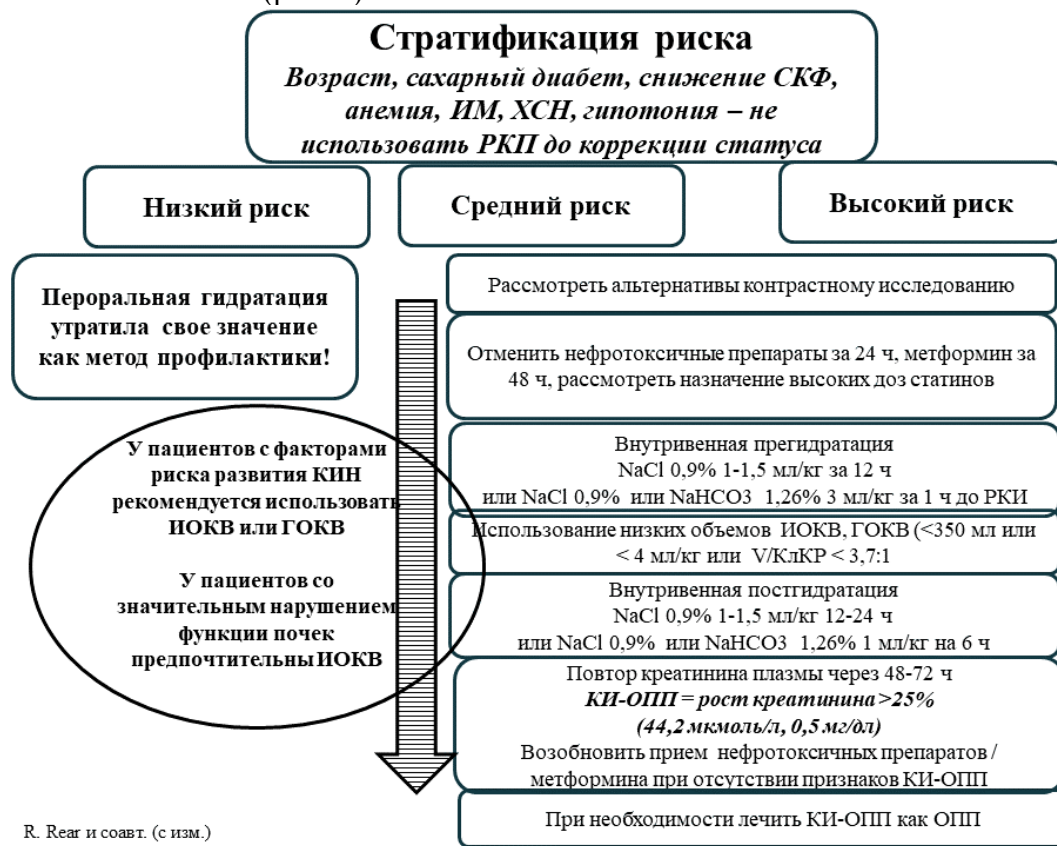 Стратификация риска
Возраст, сахарный диабет, снижение СКФ,
анемия, ИМ, ХСН, гипотония – не
использовать РКП до коррекции статуса
Низкий риск
Средний риск
Высокий риск
Пероральная гидратация
утратила свое значение
как метод профилактики!
Рассмотреть альтернативы контрастному исследованию
Отменить нефротоксичные препараты за 24 ч, метформин за
48 ч, рассмотреть назначение высоких доз статинов
У пациентов с факторами
риска развития КИН
рекомендуется использовать
ИОКВ или ГОКВ
У пациентов со
значительным нарушением
функции почек
предпочтительны ИОКВ
Внутривенная прегидратация
NaCl 0,9% 1-1,5 мл/кг за 12 ч
или NaCl 0,9% или NaHCO3 1,26% 3 мл/кг за 1 ч до РКИ
Использование низких объемов ИОКВ, ГОКВ (<350 мл или
< 4 мл/кг или V/КлКР < 3,7:1
Внутривенная постгидратация
NaCl 0,9% 1-1,5 мл/кг 12-24 ч
или NaCl 0,9% или NaHCO3 1,26% 1 мл/кг на 6 ч
Повтор креатинина плазмы через 48-72 ч
КИ-ОПП = рост креатинина >25%
(44,2 мкмоль/л, 0,5 мг/дл)
Возобновить прием нефротоксичных препаратов /
метформина при отсутствии признаков КИ-ОПП
При необходимости лечить КИ-ОПП как ОПП
R. Rear и соавт. (с изм.)